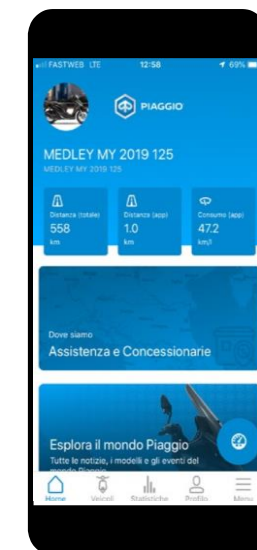 FASTWEB LTE 12:58 69%
PIAGGIO
MEDLEY MY 2019 125
MEDLEY MY 2019 125
Distanza (totale) Distanza (app) Consumo (app)
558 1.0 47.2
km km km/l
Dove siamo
Assistenza e Concessionarie
Esplora il mondo Piaggio
Tutte le notizie, i modelli e gli eventi del
mondo Piaggio
Home Veicoli Statistiche Profilo Menu